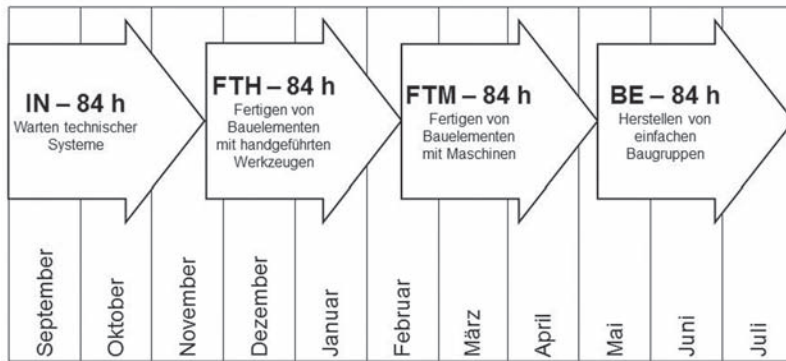 IN – 84 h
Warten technischer
Systeme
FTH – 84 h
Fertigen von
Bauelementen
mit handgeführten
Werkzeugen
FTM – 84 h
Fertigen von
Bauelementen
mit Maschinen
BE – 84 h
Herstellen von
einfachen
Baugruppen
September
Oktober
November
Dezember
Januar
Februar
März
April
Mai
Juni
Juli